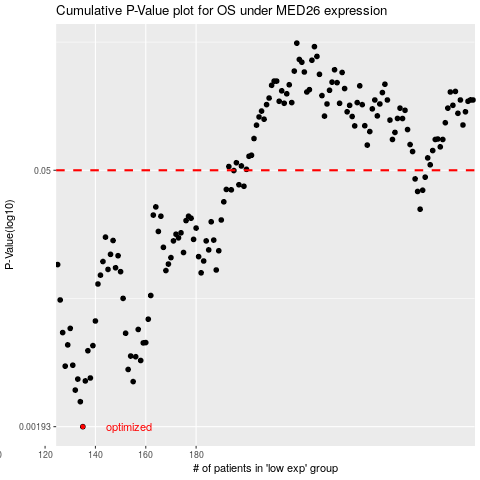 Cumulative P-Value plot for OS under MED26 expression
P-Value(log10)
0.05
0.00193
optimized
0 120 140 160 180
# of patients in 'low exp' group